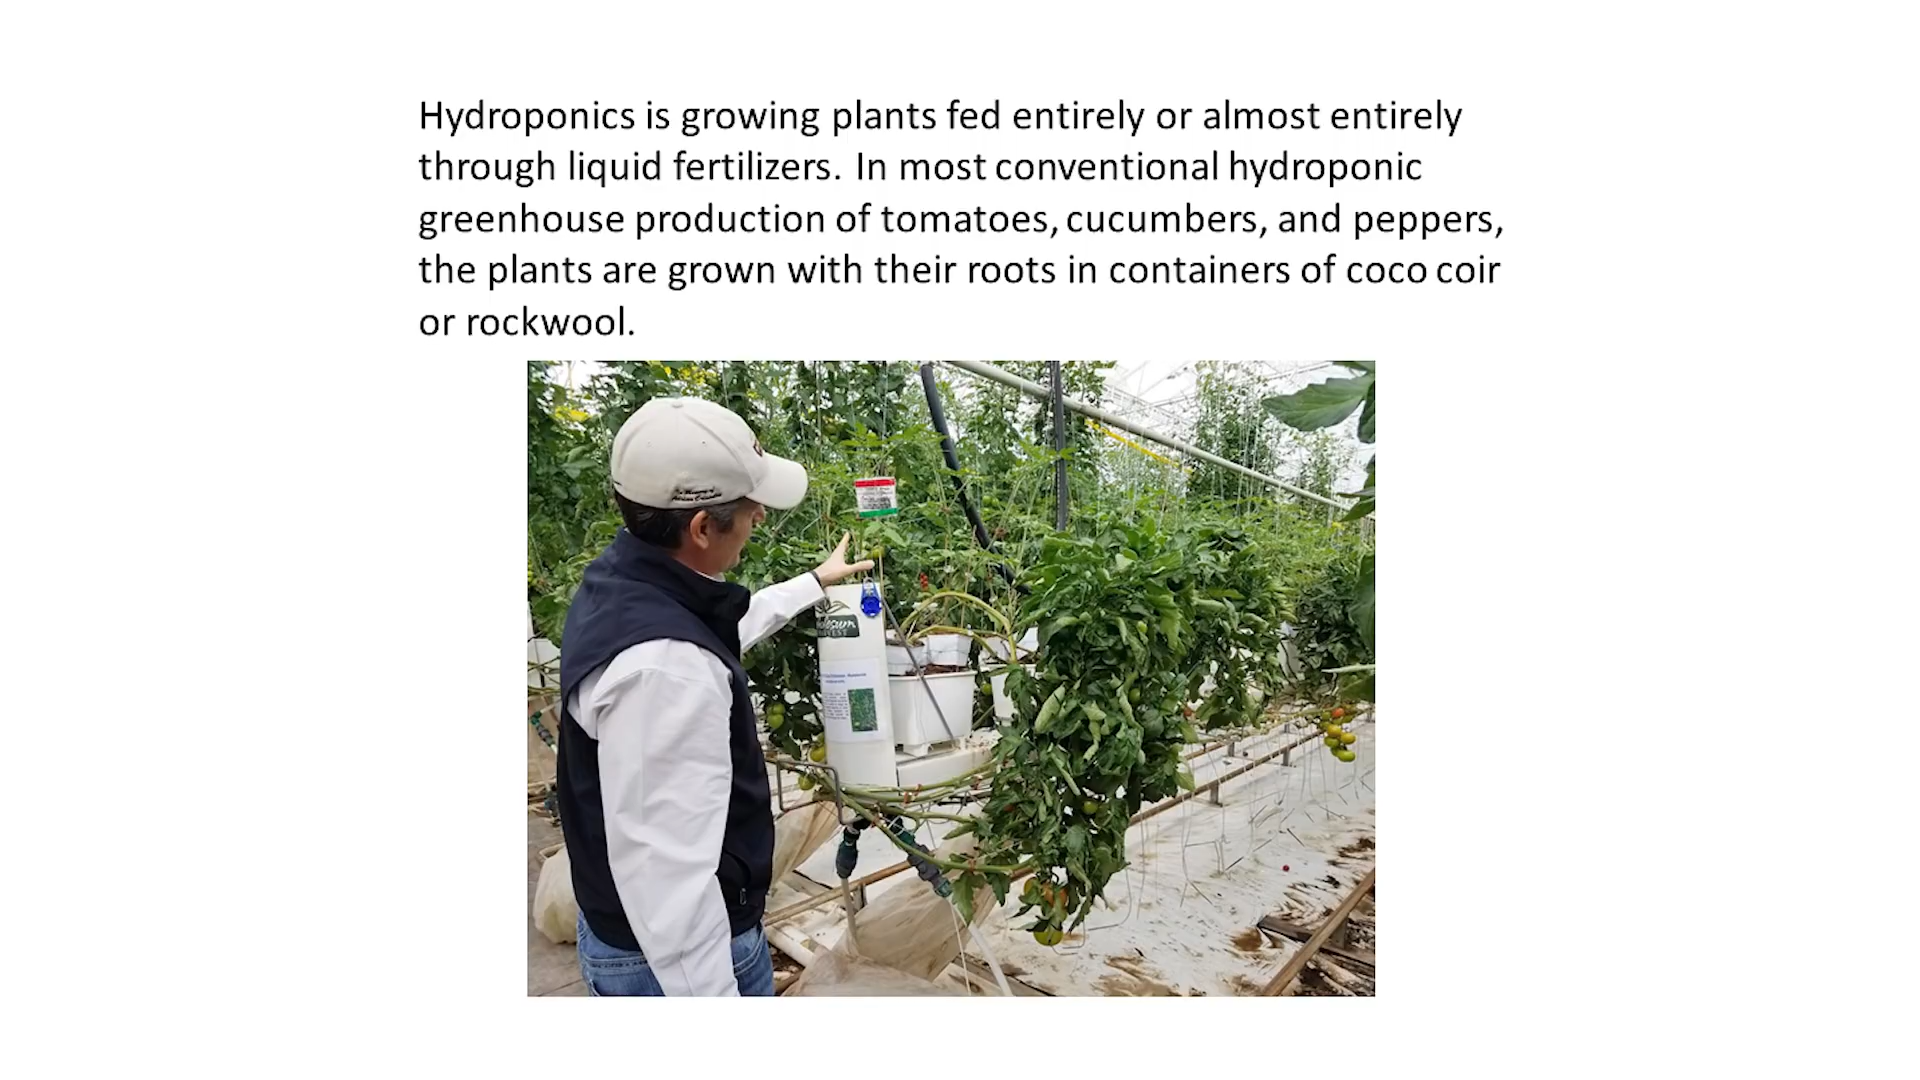 Hydroponics is growing plants fed entirely or almost entirely
through liquid fertilizers. In most conventional hydroponic
greenhouse production of tomatoes, cucumbers, and peppers,
the plants are grown with their roots in containers of coco coir
or rockwool.